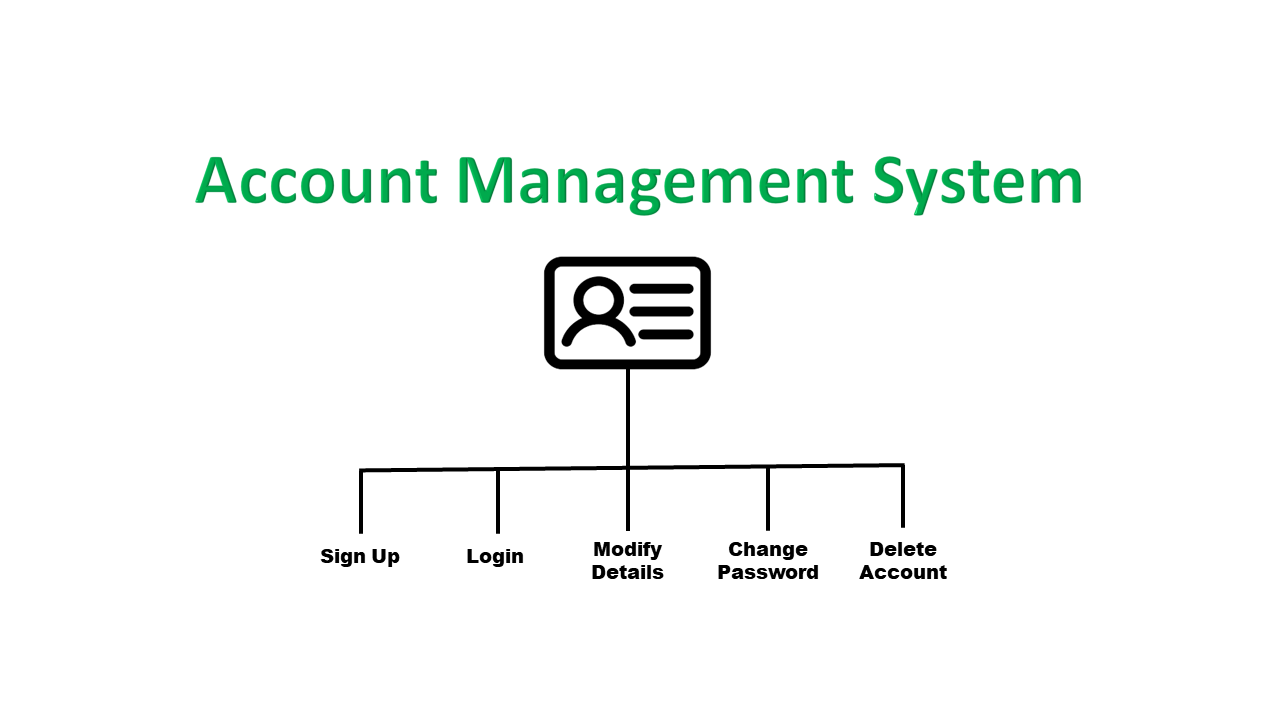 Account Management System
Sign Up
Login
Modify
Details
Change
Password
Delete
Account